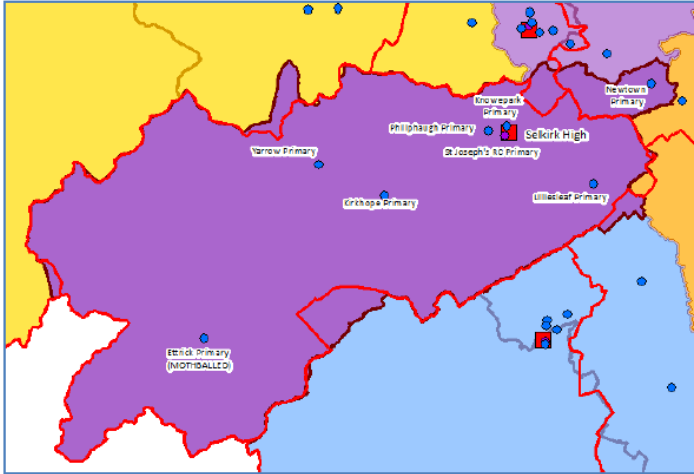 Newtown
Primary
Knowepark
Primary
Philiphaugh Primary
Selkirk High
St Joseph's RC Primary
Yarrow Primary
Kirkhope Primary
Lilliesleaf Primary
Ettrick Primary
(MOTHBALLED)